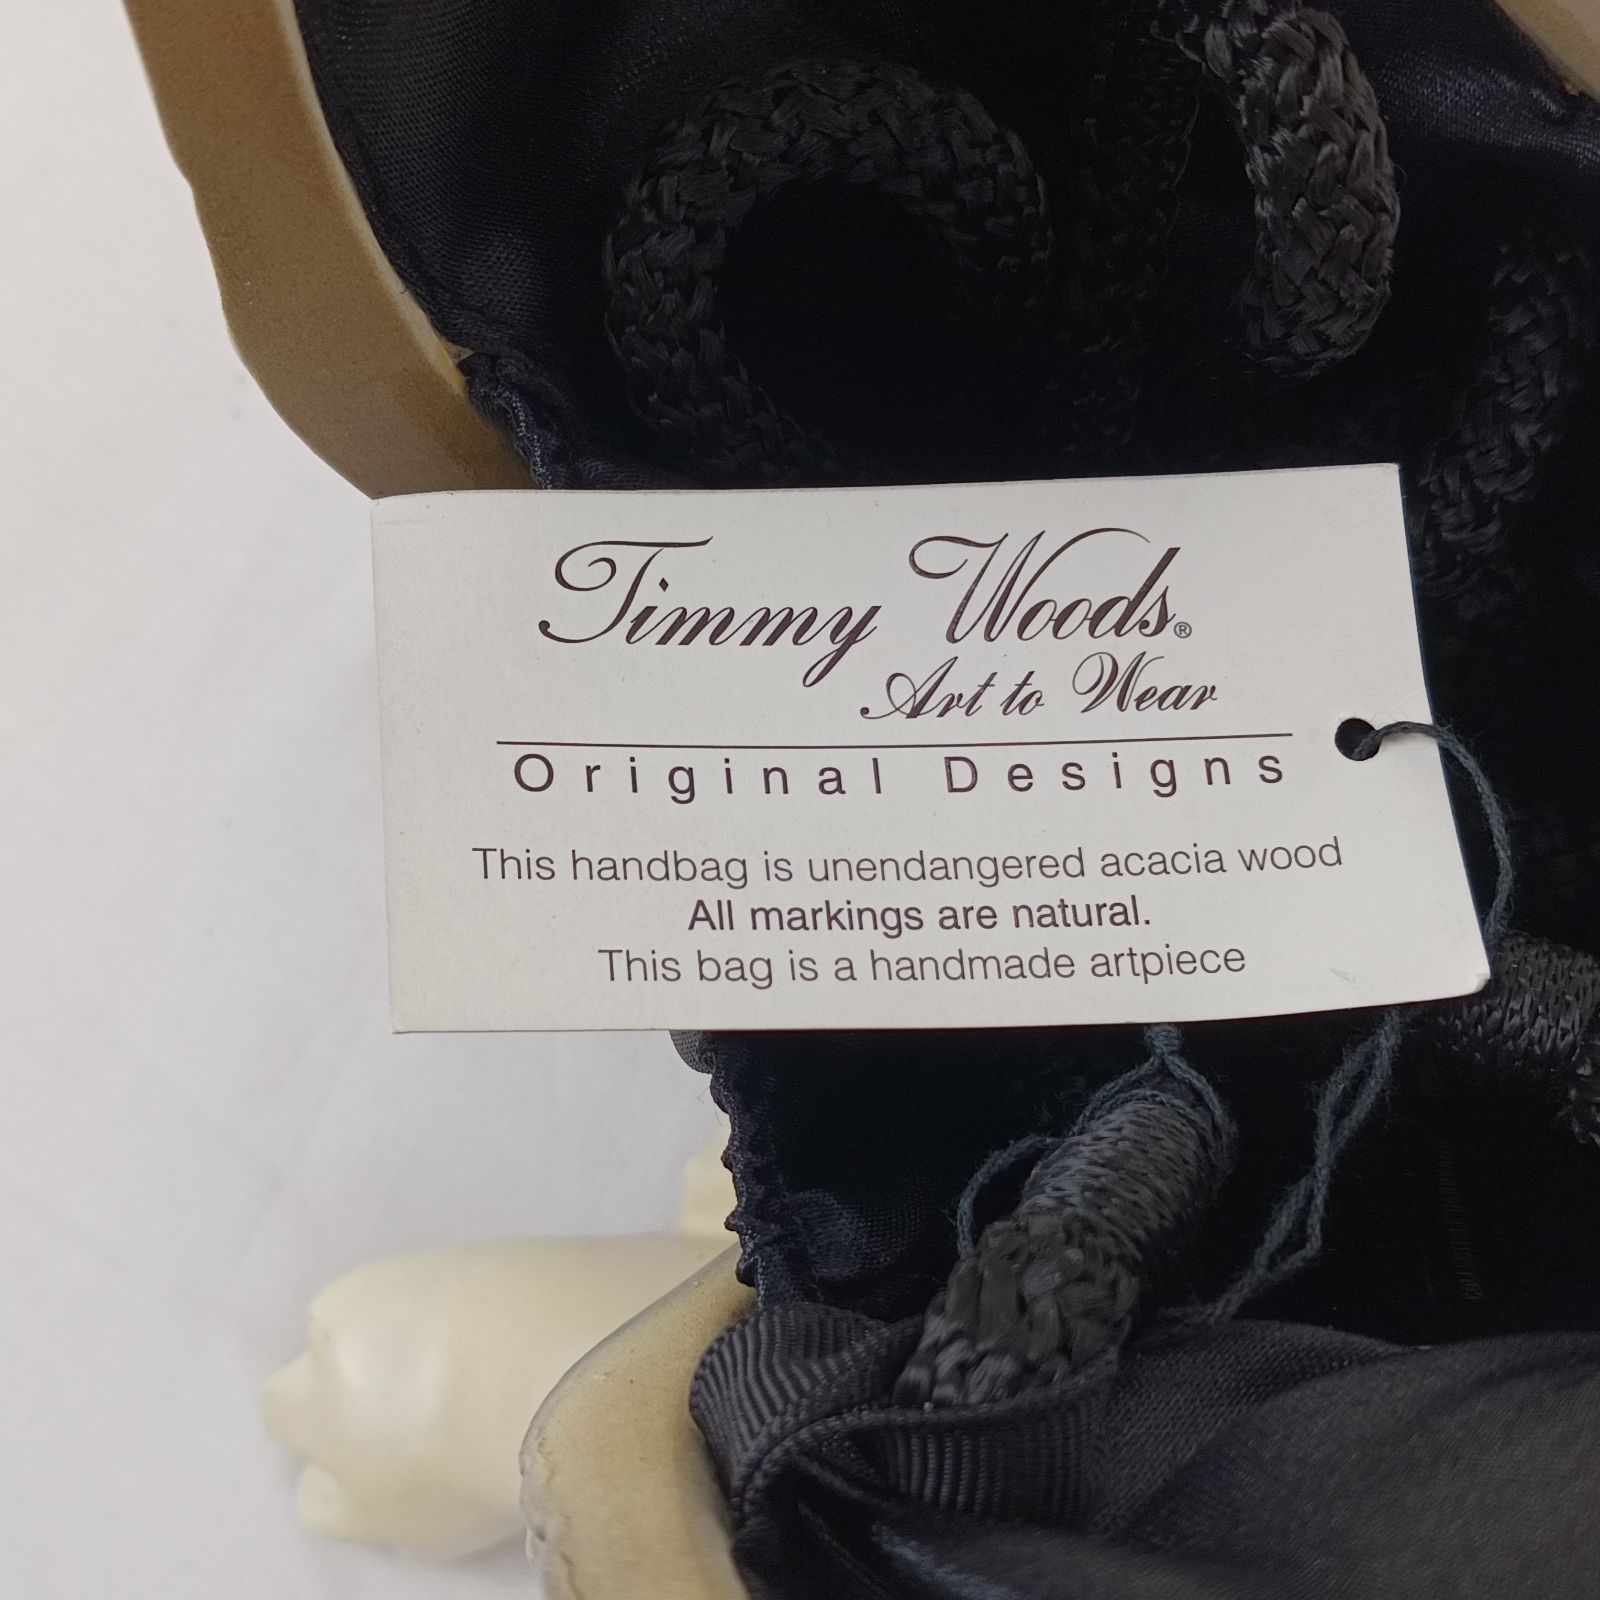 Timmy Woods®
Art to Wear
Original Designs
This handbag is unendangered acacia wood
All markings are natural.
This bag is a handmade artpiece